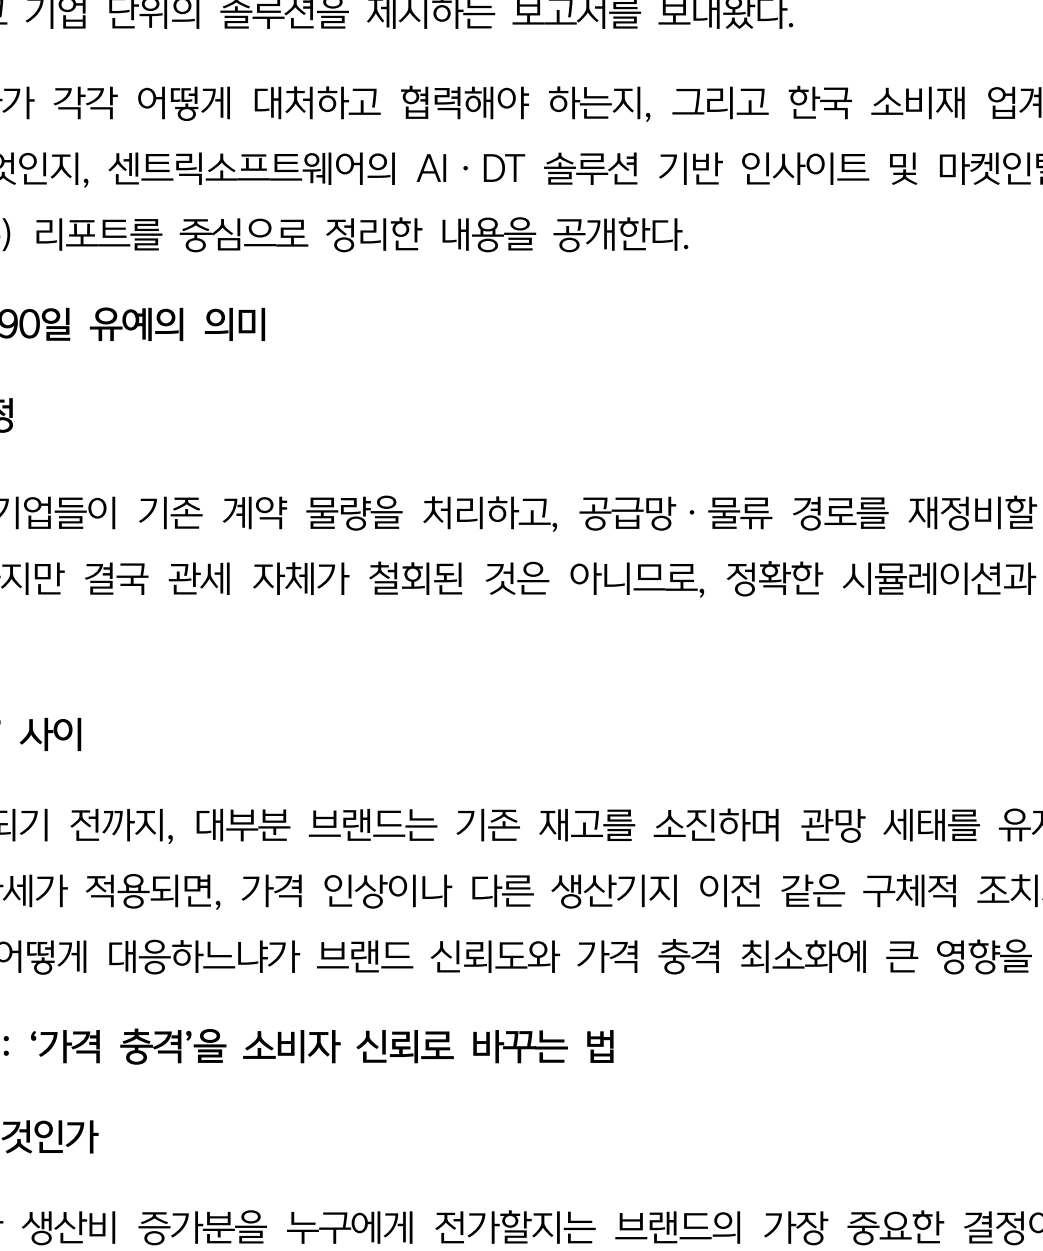 기업 단위의 솔루션을 제시하는 보고서를 보내왔다.
가 각각 어떻게 대처하고 협력해야 하는지, 그리고 한국 소비재 업계
엇인지, 센트릭소프트웨어의 AI · DT 솔루션 기반 인사이트 및 마켓인텔
) 리포트를 중심으로 정리한 내용을 공개한다.
90일 유예의 의미
정
기업들이 기존 계약 물량을 처리하고, 공급망 · 물류 경로를 재정비할
지만 결국 관세 자체가 철회된 것은 아니므로, 정확한 시뮬레이션과
’ 사이
되기 전까지, 대부분 브랜드는 기존 재고를 소진하며 관망 세태를 유지
세가 적용되면, 가격 인상이나 다른 생산기지 이전 같은 구체적 조치
어떻게 대응하느냐가 브랜드 신뢰도와 가격 충격 최소화에 큰 영향을
: ‘가격 충격’을 소비자 신뢰로 바꾸는 법
것인가
생산비 증가분을 누구에게 전가할지는 브랜드의 가장 중요한 결정이